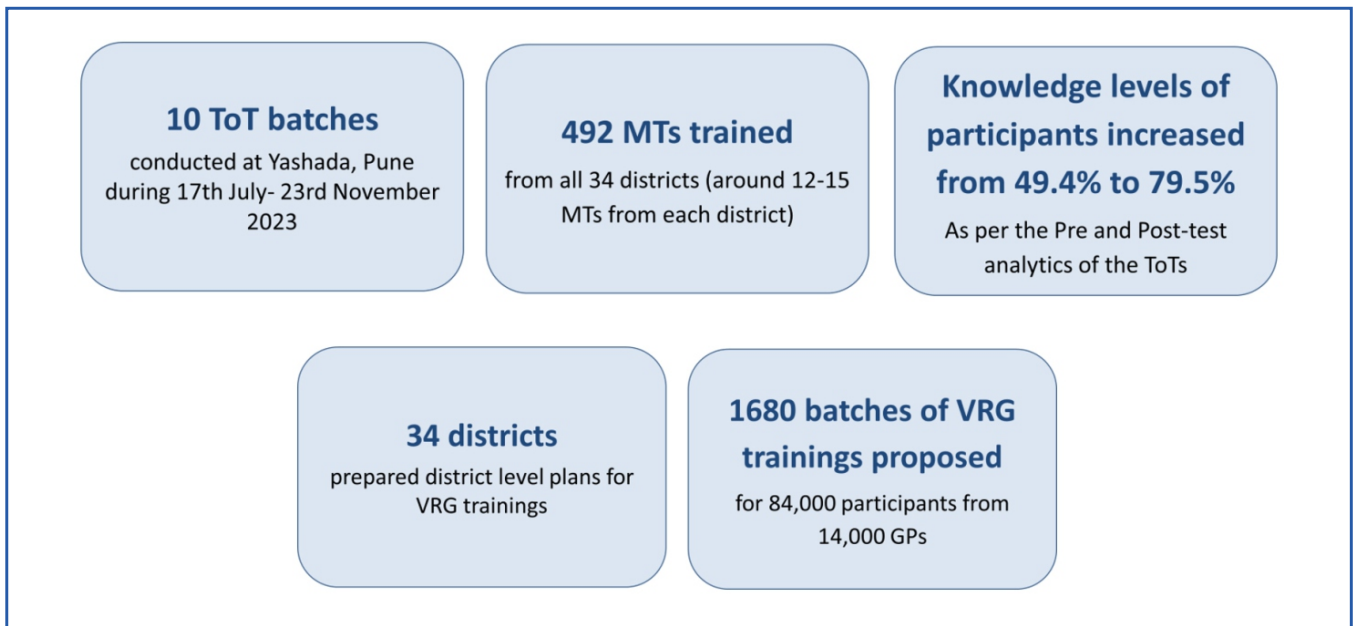 10 ToT batches
conducted at Yashada, Pune
during 17th July- 23rd November
2023
492 MTs trained
from all 34 districts (around 12-15
MTs from each district)
Knowledge levels of
participants increased
from 49.4% to 79.5%
As per the Pre and Post-test
analytics of the ToTs
34 districts
prepared district level plans for
VRG trainings
1680 batches of VRG
trainings proposed
for 84,000 participants from
14,000 GPs